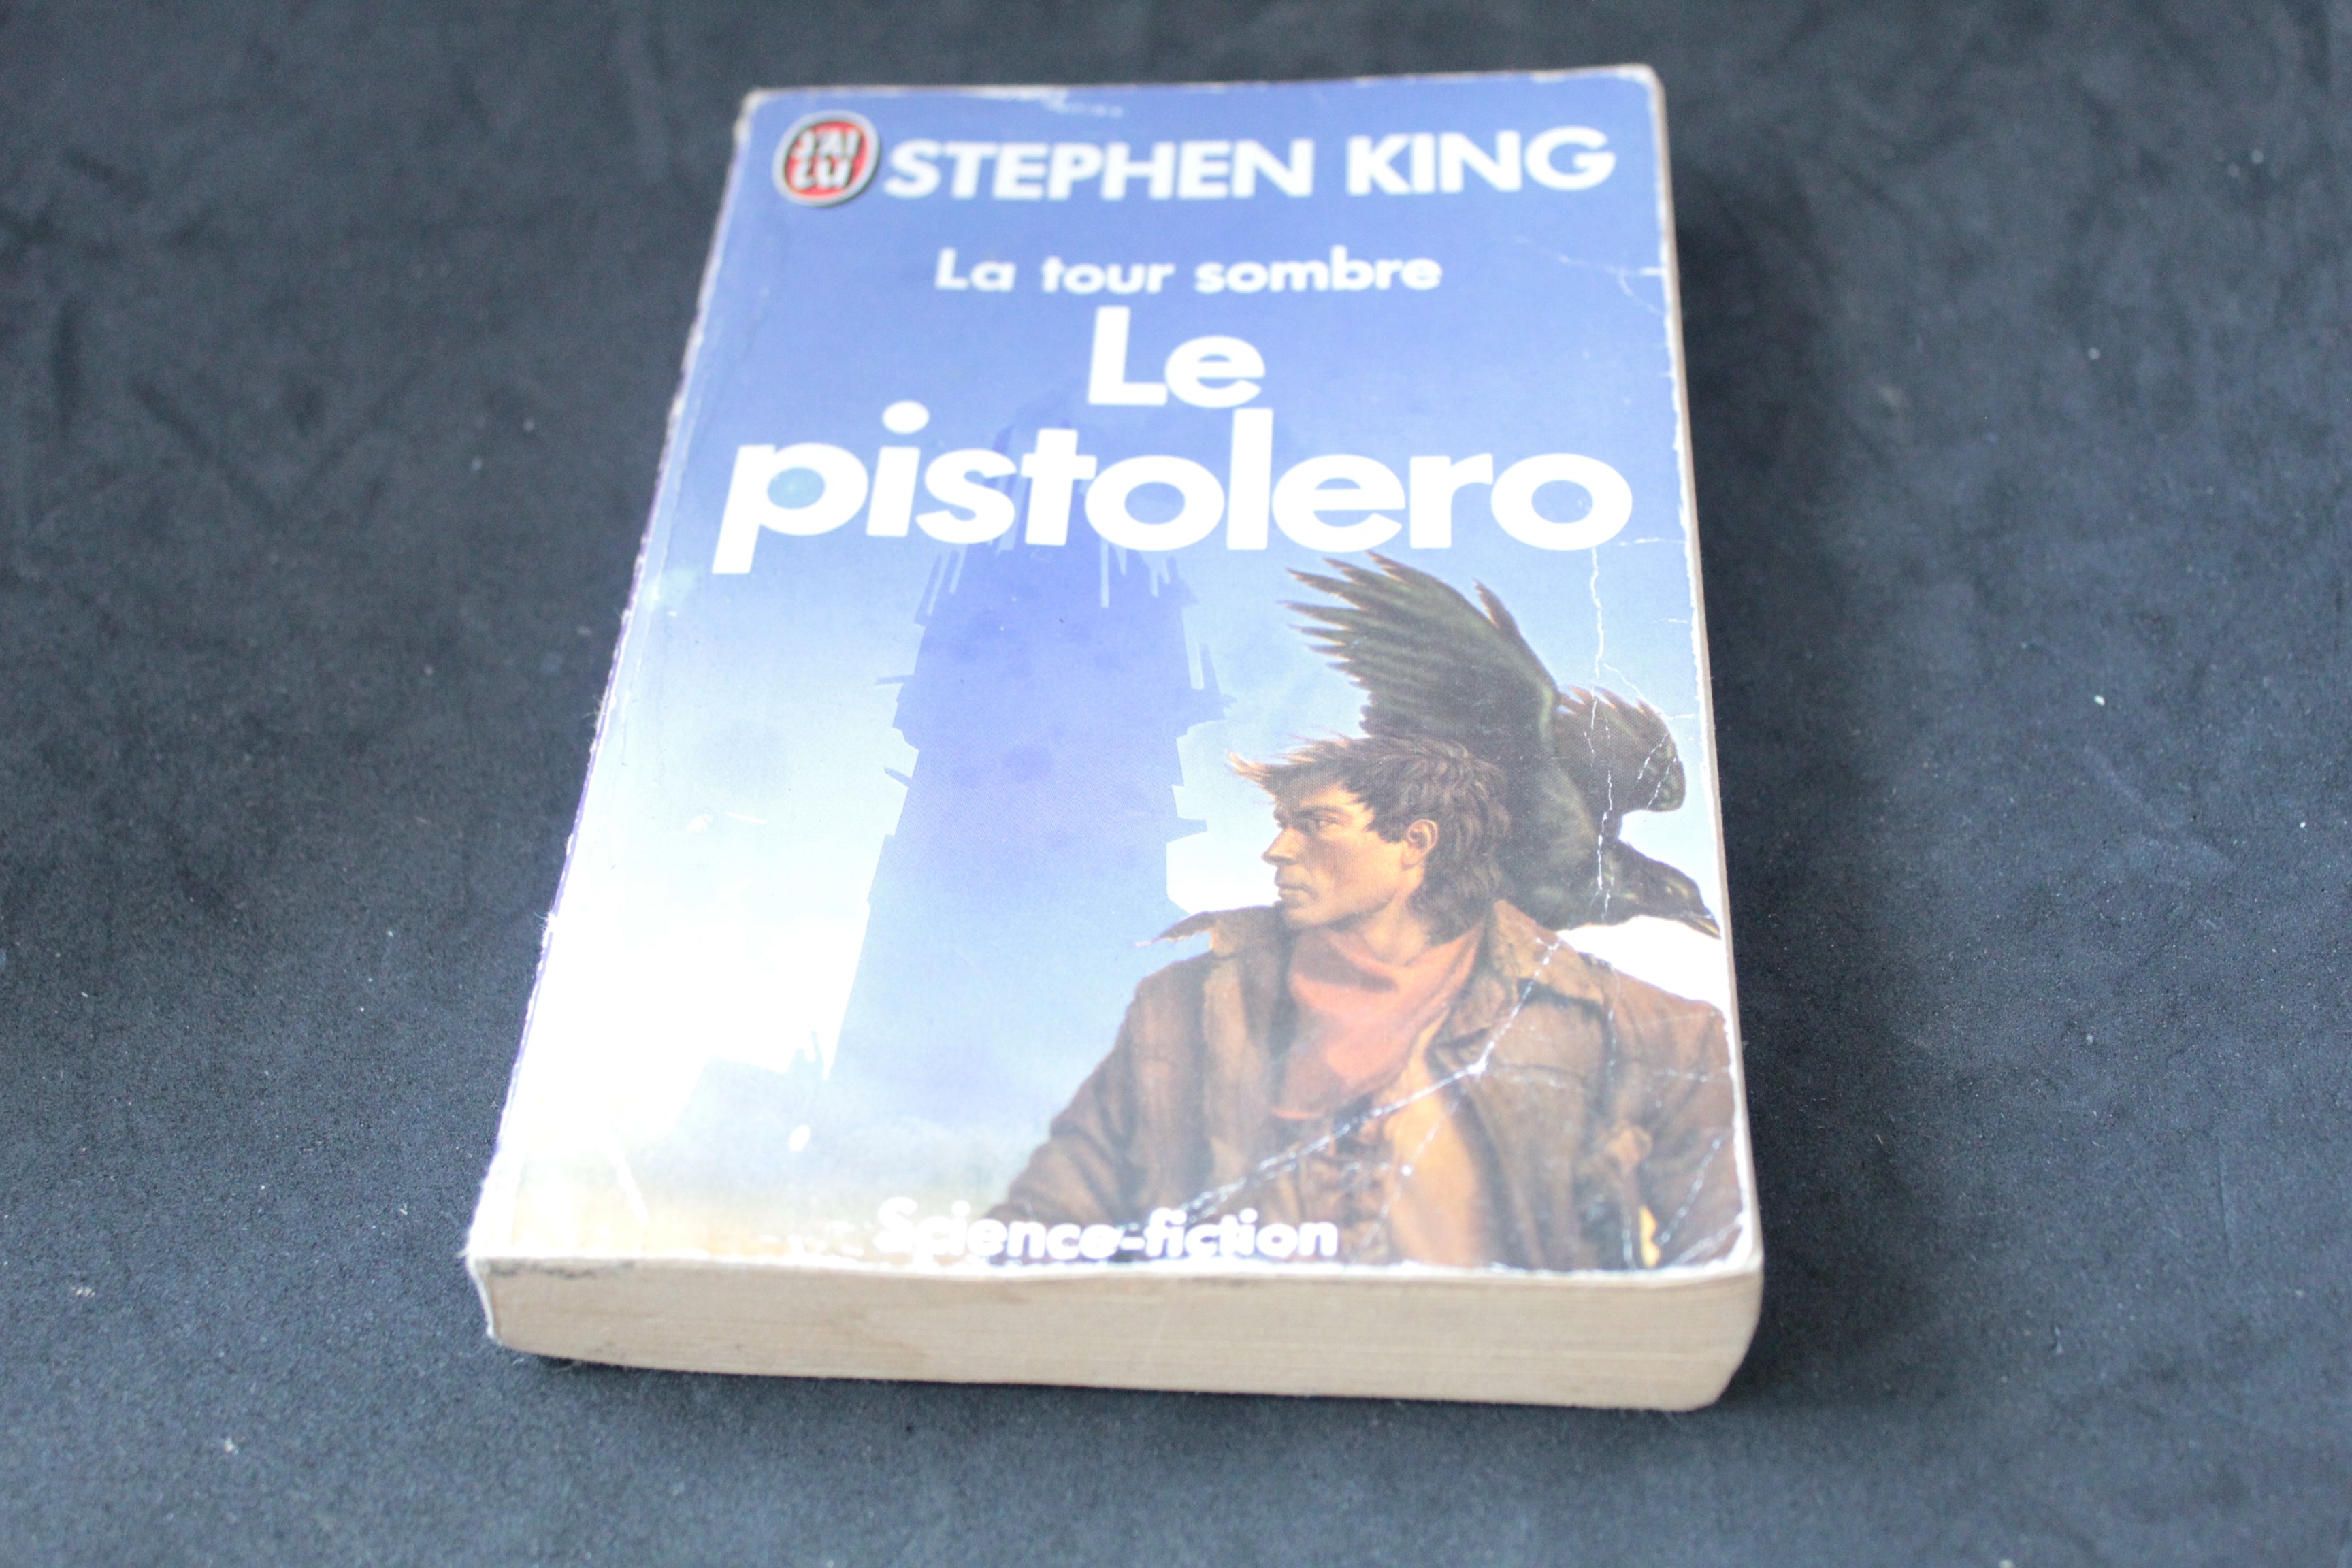 J'AI LU
STEPHEN KING
La tour sombre
Le
pistolero
Science-fiction